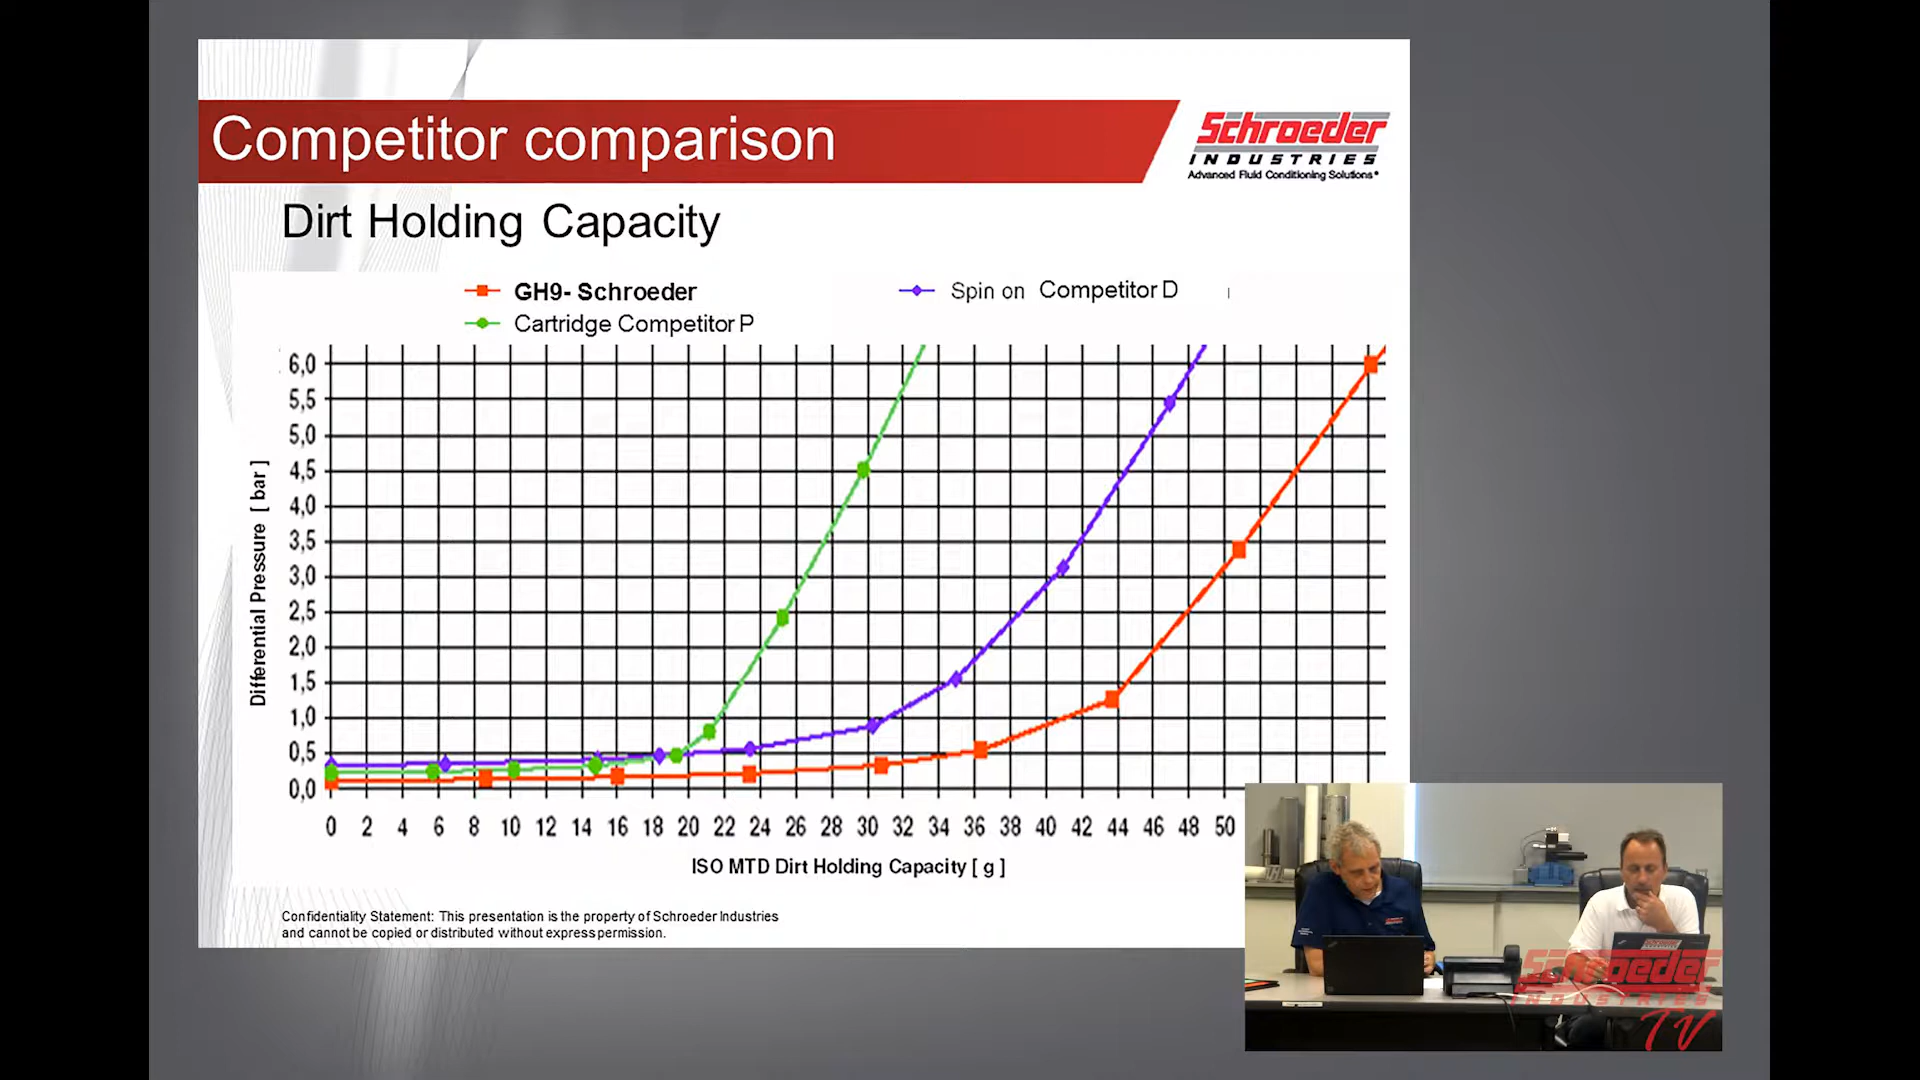 Competitor comparison
Schroeder
INDUSTRIES
Advanced Fluid Conditioning Solutions®
Dirt Holding Capacity
GH9- Schroeder
Spin on Competitor D
Cartridge Competitor P
6,0
5,5
5,0
4,5
4,0
3,5
3,0
2,5
2,0
1,5
1,0
0,5
0,0
Differential Pressure [ bar ]
0 2 4 6 8 10 12 14 16 18 20 22 24 26 28 30 32 34 36 38 40 42 44 46 48 50
ISO MTD Dirt Holding Capacity [ g ]
Confidentiality Statement: This presentation is the property of Schroeder Industries
and cannot be copied or distributed without express permission.
Schroeder
INDUSTRIES
TV